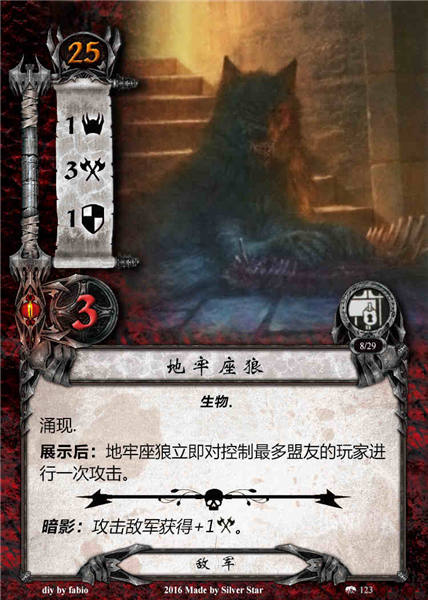 25
1
3
1
3
8/29
地牢座狼
生物.
涌现.
展示后：地牢座狼立即对控制最多盟友的玩家进
行一次攻击。
暗影：攻击敌军获得+1。
敌军
diy by fabio
2016 Made by Silver Star
123